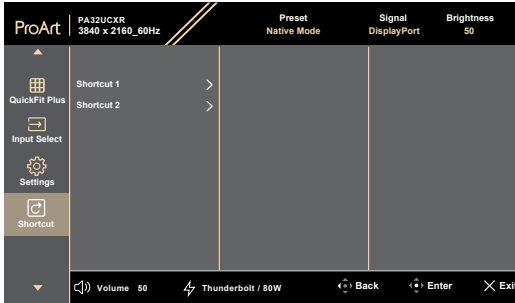 ProArt
PA32UCXR
3840 x 2160_60Hz
Preset
Native Mode
Signal
DisplayPort
Brightness
50
QuickFit Plus
Input Select
Settings
Shortcut
Shortcut 1
Shortcut 2
Volume 50
Thunderbolt / 80W
Back
Enter
Exit